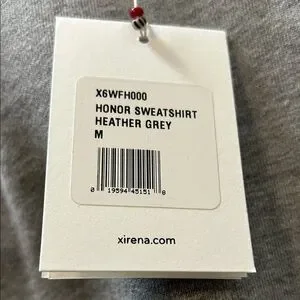 X6WFH000
HONOR SWEATSHIRT
HEATHER GREY
M
0 19594 45151 8
xirena.com